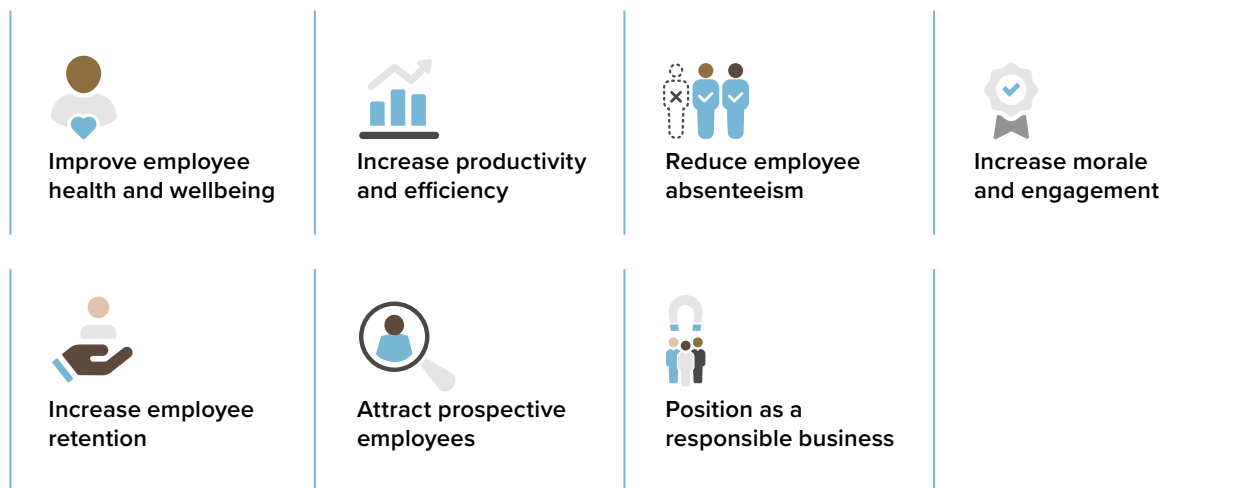 Improve employee
health and wellbeing
Increase productivity
and efficiency
Reduce employee
absenteeism
Increase morale
and engagement
Increase employee
retention
Attract prospective
employees
Position as a
responsible business